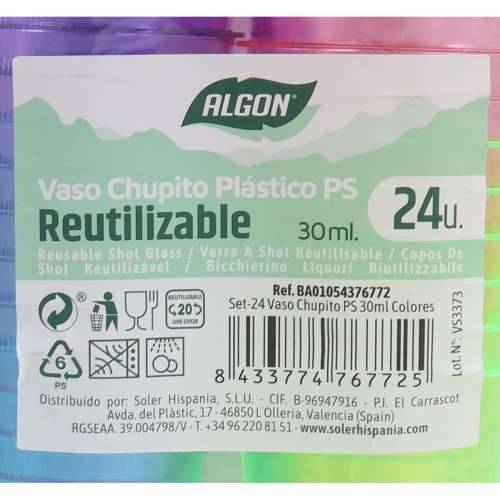 ALGON®
Vaso Chupito Plástico PS
Reutilizable
30 ml.
24u.
Reusable Shot Glass / Verre A Shot Réutilisable / Copos De
Shot Reutilizável / Bicchierino Liquori Riutilizzabile
Ref. BA01054376772
Set-24 Vaso Chupito PS 30ml Colores
REUTILIZABLE
20
UNE 53928
6
PS
8 433774 767725
Lot. Nº: VS3373
Distribuido por: Soler Hispania, S.L.U. - CIF. B-96947916 - P.I. El Carrascot
Avda. del Plàstic, 17 - 46850 L'Olleria, Valencia (Spain)
RGSEAA. 39.004798/V - T. +34 96 220 81 51 - www.solerhispania.com